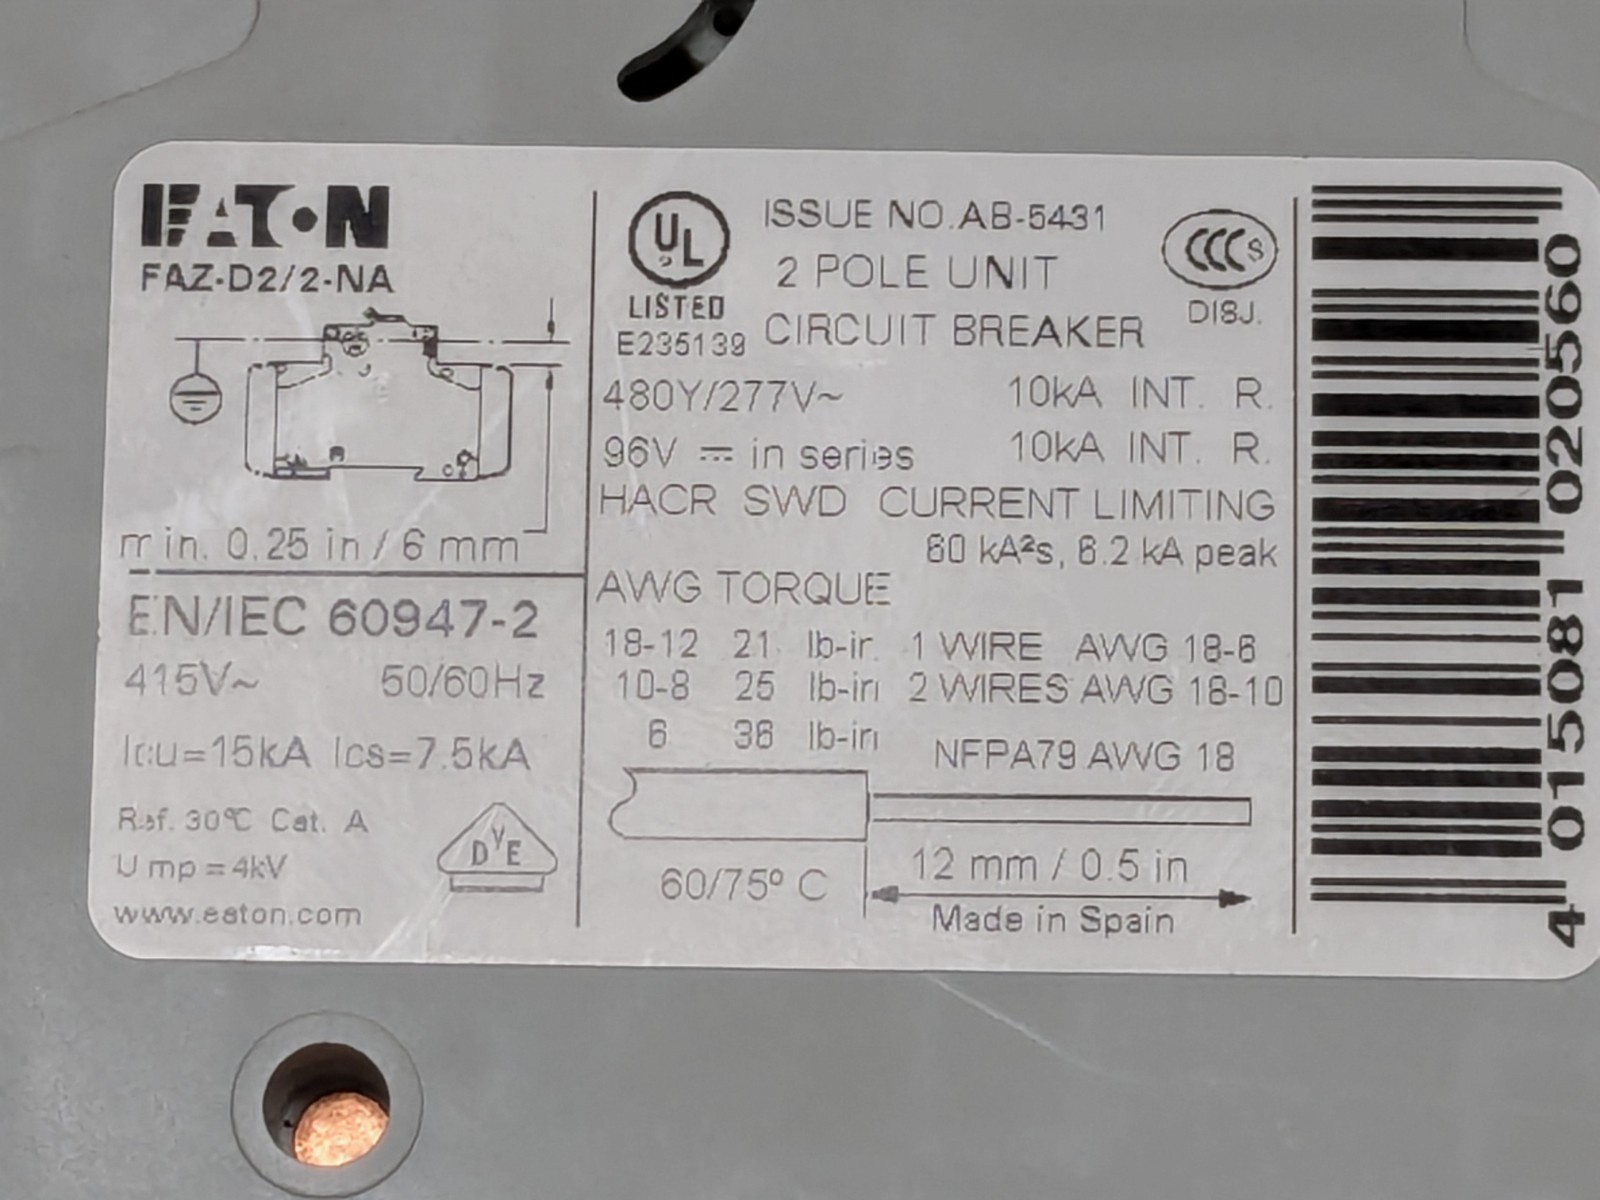 EATON
FAZ-D2/2-NA
min. 0.25 in / 6 mm
EN/IEC 60947-2
415V~ 50/60Hz
Icu=15kA Ics=7.5kA
Ref. 30°C Cat. A
U mp = 4kV
www.eaton.com
DVE
UL
LISTED
E235139
ISSUE NO. AB-5431
2 POLE UNIT
CIRCUIT BREAKER
CCC S
DISJ.
480Y/277V~ 10kA INT. R.
96V ⎓ in series 10kA INT. R.
HACR SWD CURRENT LIMITING
kA²s, kA peak
AWG TORQUE
18-12 21 lb-in 1 WIRE AWG 18-6
10-8 25 lb-in 2 WIRES AWG 18-10
6 36 lb-in
NFPA79 AWG 18
60/75° C
12 mm / 0.5 in
Made in Spain
4 015081 020560